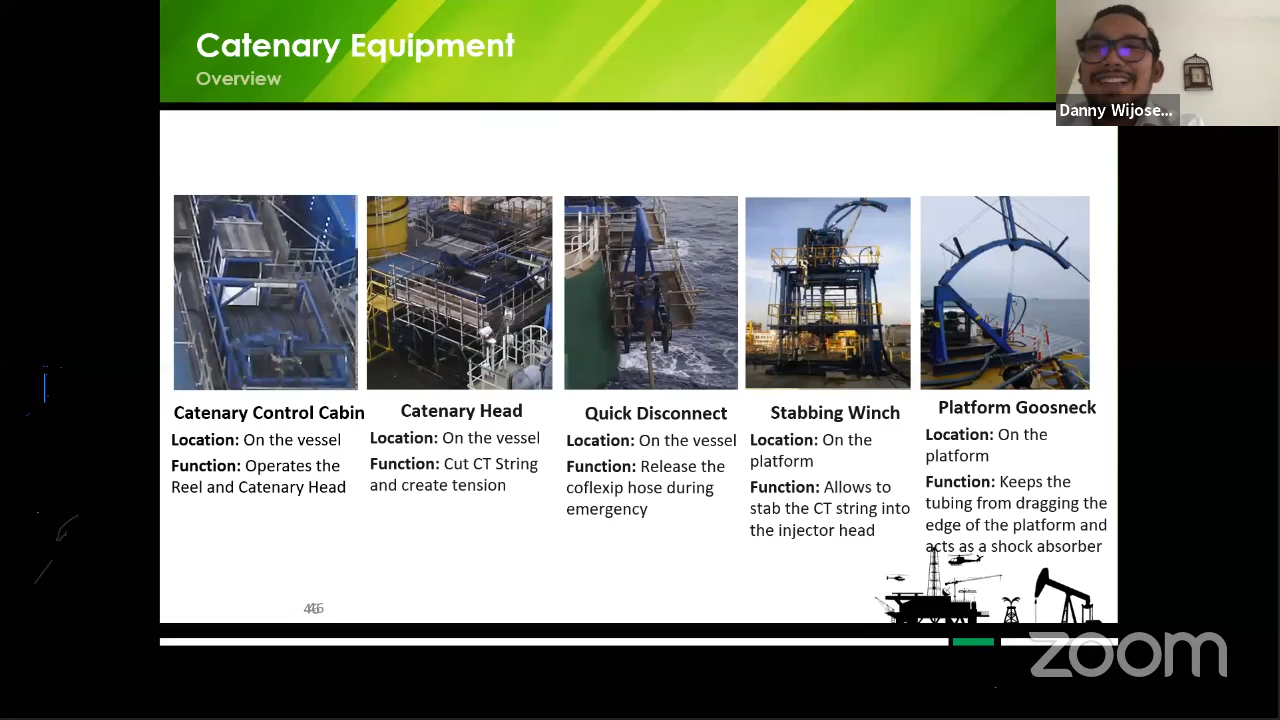 Catenary Equipment
Overview
Danny Wijose...
Catenary Control Cabin
Location: On the vessel
Function: Operates the
Reel and Catenary Head
Catenary Head
Location: On the vessel
Function: Cut CT String
and create tension
Quick Disconnect
Location: On the vessel
Function: Release the
coflexip hose during
emergency
Stabbing Winch
Location: On the
platform
Function: Allows to
stab the CT string into
the injector head
Platform Goosneck
Location: On the
platform
Function: Keeps the
tubing from dragging the
edge of the platform and
acts as a shock absorber
zoom